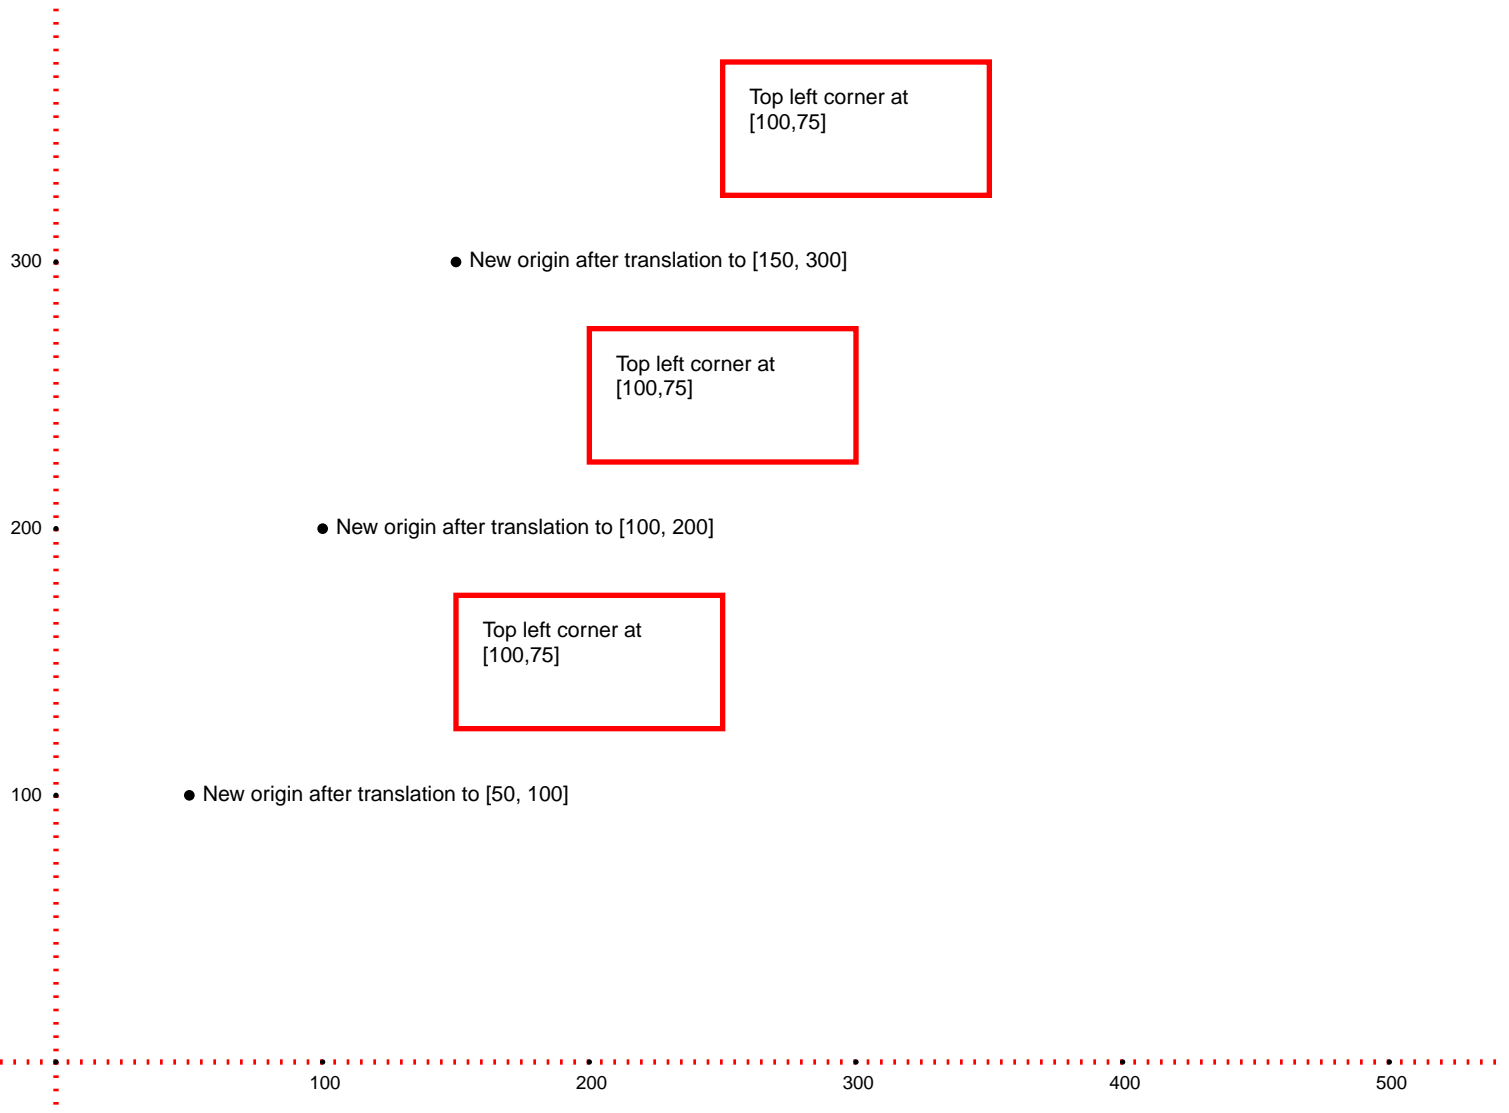 Top left corner at
[100,75]
300
New origin after translation to [150, 300]
Top left corner at
[100,75]
200
New origin after translation to [100, 200]
Top left corner at
[100,75]
100
New origin after translation to [50, 100]
100
200
300
400
500